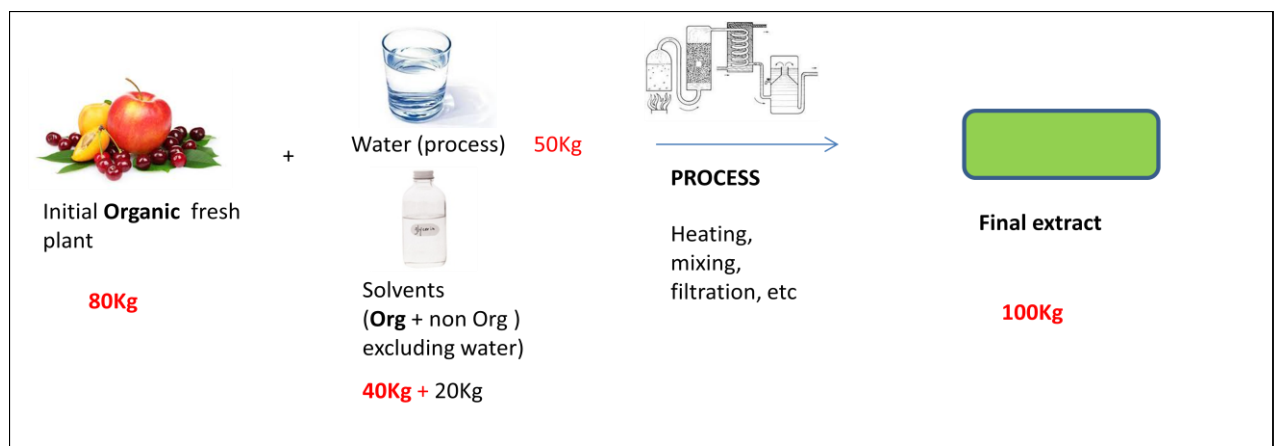 Water (process) 50Kg
+
Initial Organic fresh
plant
80Kg
Solvents
(Org + non Org )
excluding water)
40Kg + 20Kg
PROCESS
Heating,
mixing,
filtration, etc
Final extract
100Kg